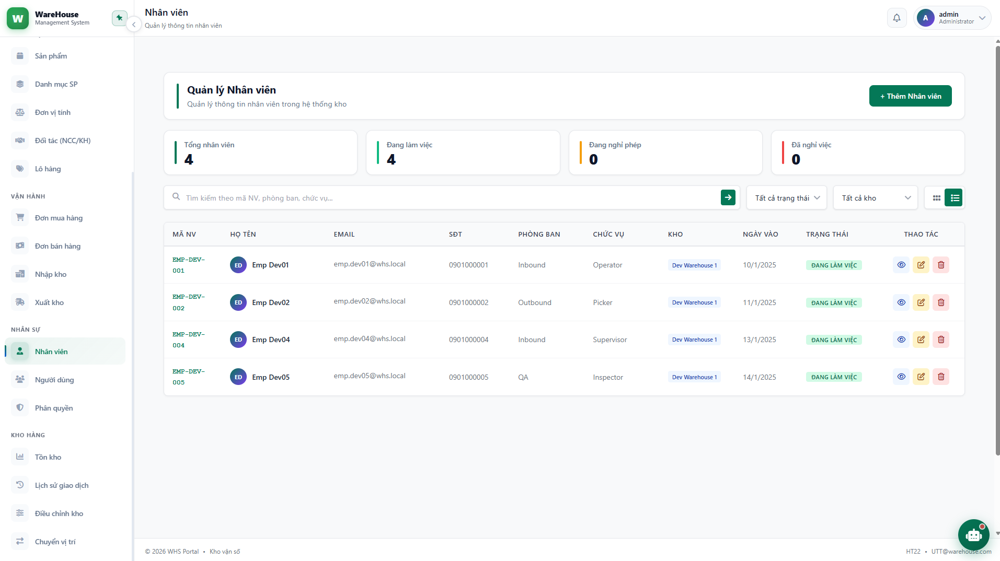 W
WareHouse
Management System
Sản phẩm
Danh mục SP
Đơn vị tính
Đối tác (NCC/KH)
Lô hàng
VẬN HÀNH
Đơn mua hàng
Đơn bán hàng
Nhập kho
Xuất kho
NHÂN SỰ
Nhân viên
Người dùng
Phân quyền
KHO HÀNG
Tồn kho
Lịch sử giao dịch
Điều chỉnh kho
Chuyển vị trí
Nhân viên
Quản lý thông tin nhân viên
A
admin
Administrator
Quản lý Nhân viên
Quản lý thông tin nhân viên trong hệ thống kho
+ Thêm Nhân viên
Tổng nhân viên
4
Đang làm việc
4
Đang nghỉ phép
0
Đã nghỉ việc
0
Tìm kiếm theo mã NV, phòng ban, chức vụ...
Tất cả trạng thái
Tất cả kho
MÃ NV HỌ TÊN EMAIL SĐT PHÒNG BAN CHỨC VỤ KHO NGÀY VÀO TRẠNG THÁI THAO TÁC
EMP-DEV-
001
ED Emp Dev01 emp.dev01@whs.local 0901000001 Inbound Operator Dev Warehouse 1 10/1/2025 ĐANG LÀM VIỆC
EMP-DEV-
002
ED Emp Dev02 emp.dev02@whs.local 0901000002 Outbound Picker Dev Warehouse 1 11/1/2025 ĐANG LÀM VIỆC
EMP-DEV-
004
ED Emp Dev04 emp.dev04@whs.local 0901000004 Inbound Supervisor Dev Warehouse 1 13/1/2025 ĐANG LÀM VIỆC
EMP-DEV-
005
ED Emp Dev05 emp.dev05@whs.local 0901000005 QA Inspector Dev Warehouse 1 14/1/2025 ĐANG LÀM VIỆC
© 2026 WHS Portal • Kho vận số
HT22 • UTT@warehouse.com